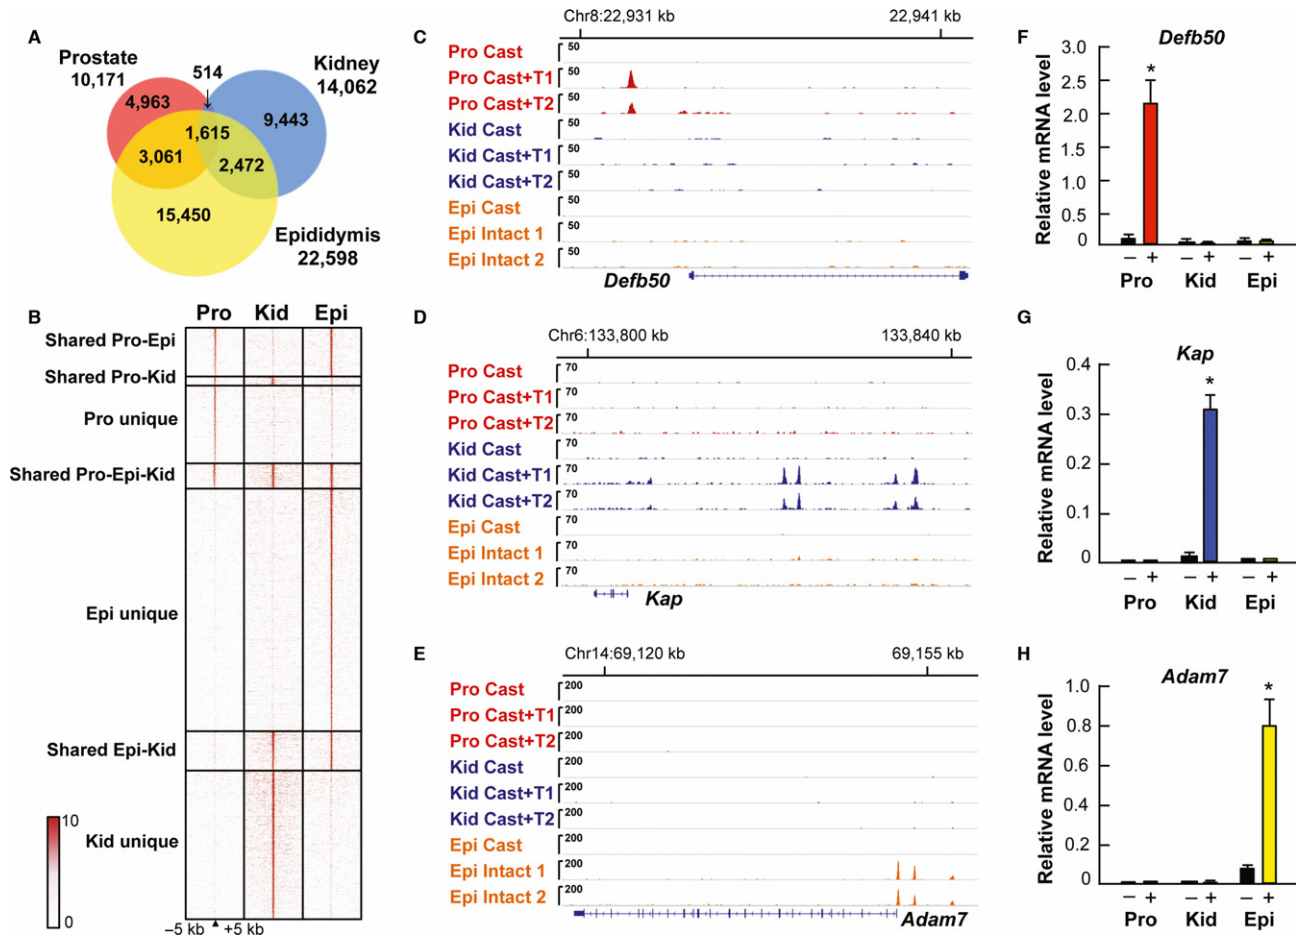 A
Prostate
10,171
514
Kidney
14,062
4,963
9,443
1,615
3,061
2,472
15,450
Epididymis
22,598
B
Pro Kid Epi
Shared Pro-Epi
Shared Pro-Kid
Pro unique
Shared Pro-Epi-Kid
Epi unique
Shared Epi-Kid
Kid unique
10
0
–5 kb ▲ +5 kb
C
Chr8:22,931 kb 22,941 kb
Pro Cast 50
Pro Cast+T1 50
Pro Cast+T2 50
Kid Cast 50
Kid Cast+T1 50
Kid Cast+T2 50
Epi Cast 50
Epi Intact 1 50
Epi Intact 2 50
Defb50
D
Chr6:133,800 kb 133,840 kb
Pro Cast 70
Pro Cast+T1 70
Pro Cast+T2 70
Kid Cast 70
Kid Cast+T1 70
Kid Cast+T2 70
Epi Cast 70
Epi Intact 1 70
Epi Intact 2 70
Kap
E
Chr14:69,120 kb 69,155 kb
Pro Cast 200
Pro Cast+T1 200
Pro Cast+T2 200
Kid Cast 200
Kid Cast+T1 200
Kid Cast+T2 200
Epi Cast 200
Epi Intact 1 200
Epi Intact 2 200
Adam7
F
Defb50
Relative mRNA level
3.0
2.5
2.0
1.5
1.0
0.5
0
*
– + – + – +
Pro Kid Epi
G
Kap
Relative mRNA level
0.4
0.3
0.2
0.1
0
*
– + – + – +
Pro Kid Epi
H
Adam7
Relative mRNA level
1.0
0.8
0.6
0.4
0.2
0
*
– + – + – +
Pro Kid Epi